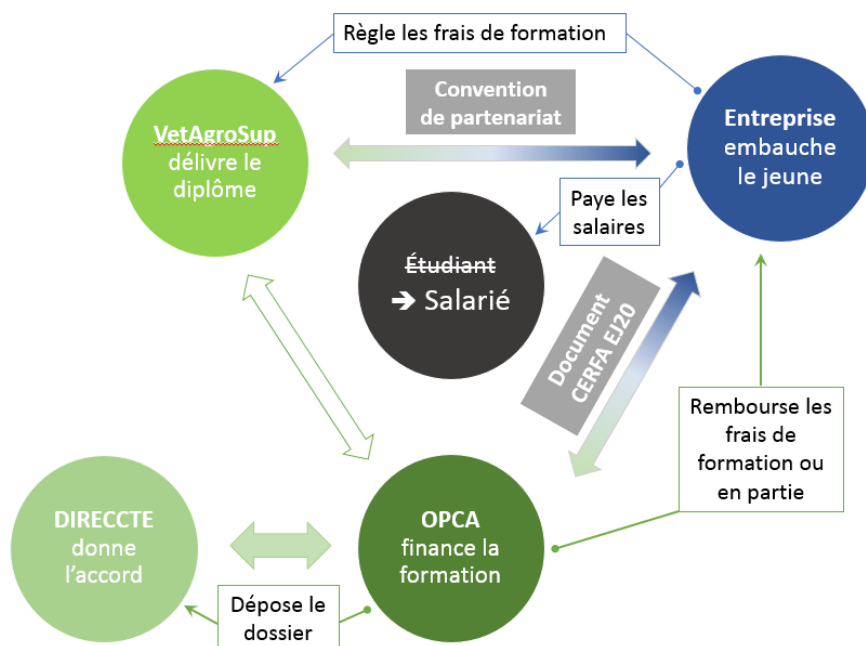 Règle les frais de formation
Convention
de partenariat
VetAgroSup
délivre le
diplôme
Entreprise
embauche
le jeune
Paye les
salaires
Étudiant
➔ Salarié
Document
CERFA EJ20
Rembourse les
frais de
formation ou
en partie
DIRECCTE
donne
l’accord
OPCA
finance la
formation
Dépose le
dossier